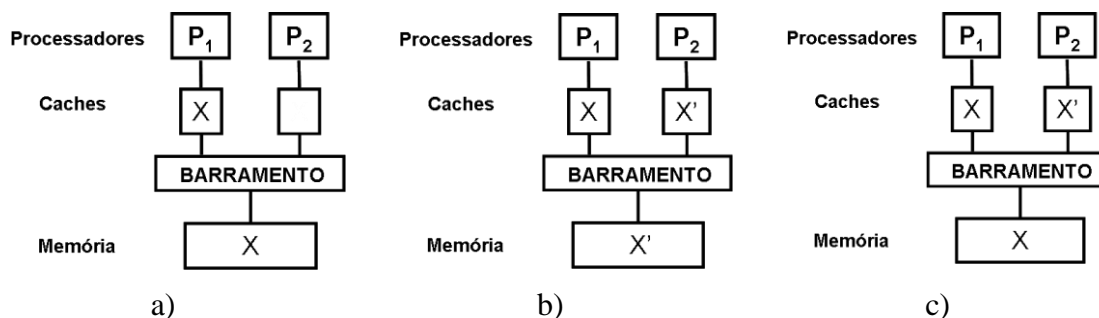 Processadores P₁ P₂
Caches X
BARRAMENTO
Memória X
a)
Processadores P₁ P₂
Caches X X'
BARRAMENTO
Memória X'
b)
Processadores P₁ P₂
Caches X X'
BARRAMENTO
Memória X
c)